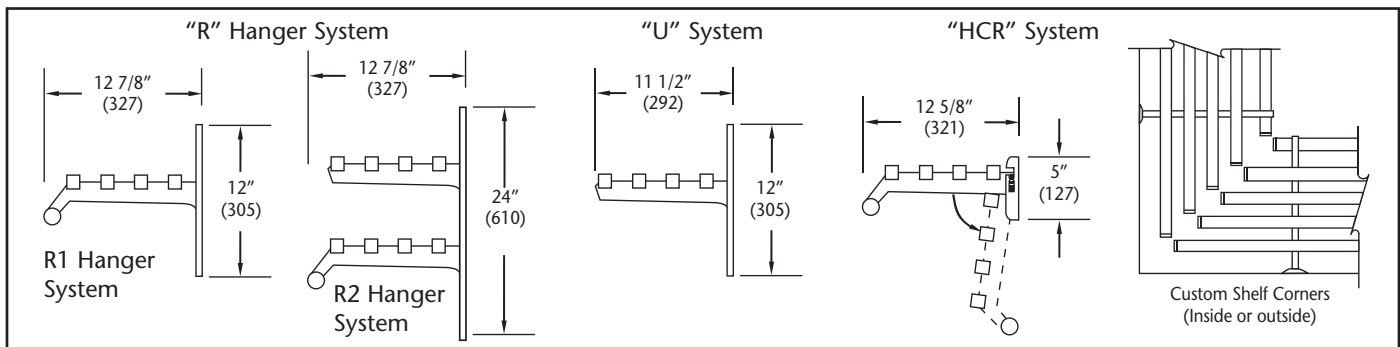 "R" Hanger System
12 7/8"
(327)
12"
(305)
R1 Hanger
System
12 7/8"
(327)
24"
(610)
R2 Hanger
System
"U" System
11 1/2"
(292)
12"
(305)
"HCR" System
12 5/8"
(321)
5"
(127)
Custom Shelf Corners
(Inside or outside)